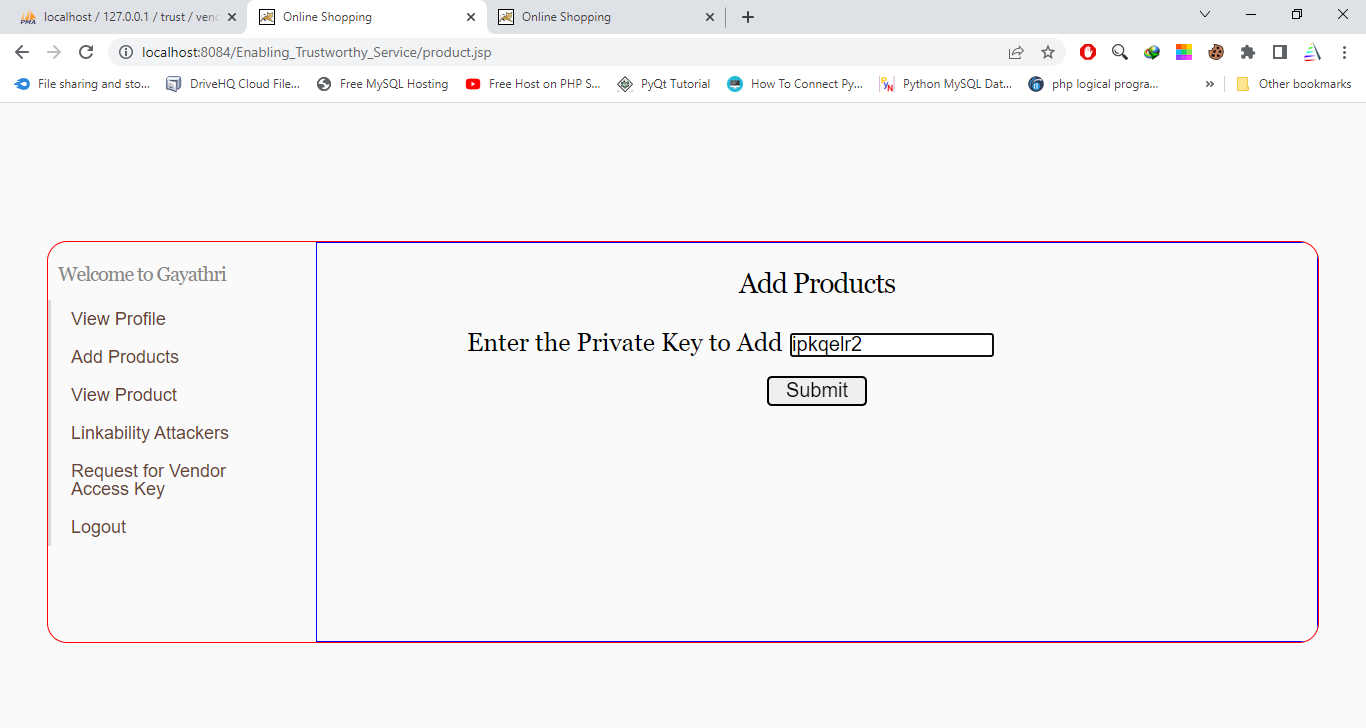 localhost / 127.0.0.1 / trust / ven
Online Shopping
Online Shopping
localhost:8084/Enabling_Trustworthy_Service/product.jsp
File sharing and sto...
DriveHQ Cloud File...
Free MySQL Hosting
Free Host on PHP S...
PyQt Tutorial
How To Connect Py...
Python MySQL Dat...
php logical progra...
»
Other bookmarks
Welcome to Gayathri
View Profile
Add Products
View Product
Linkability Attackers
Request for Vendor
Access Key
Logout
Add Products
Enter the Private Key to Add ipkqelr2
Submit